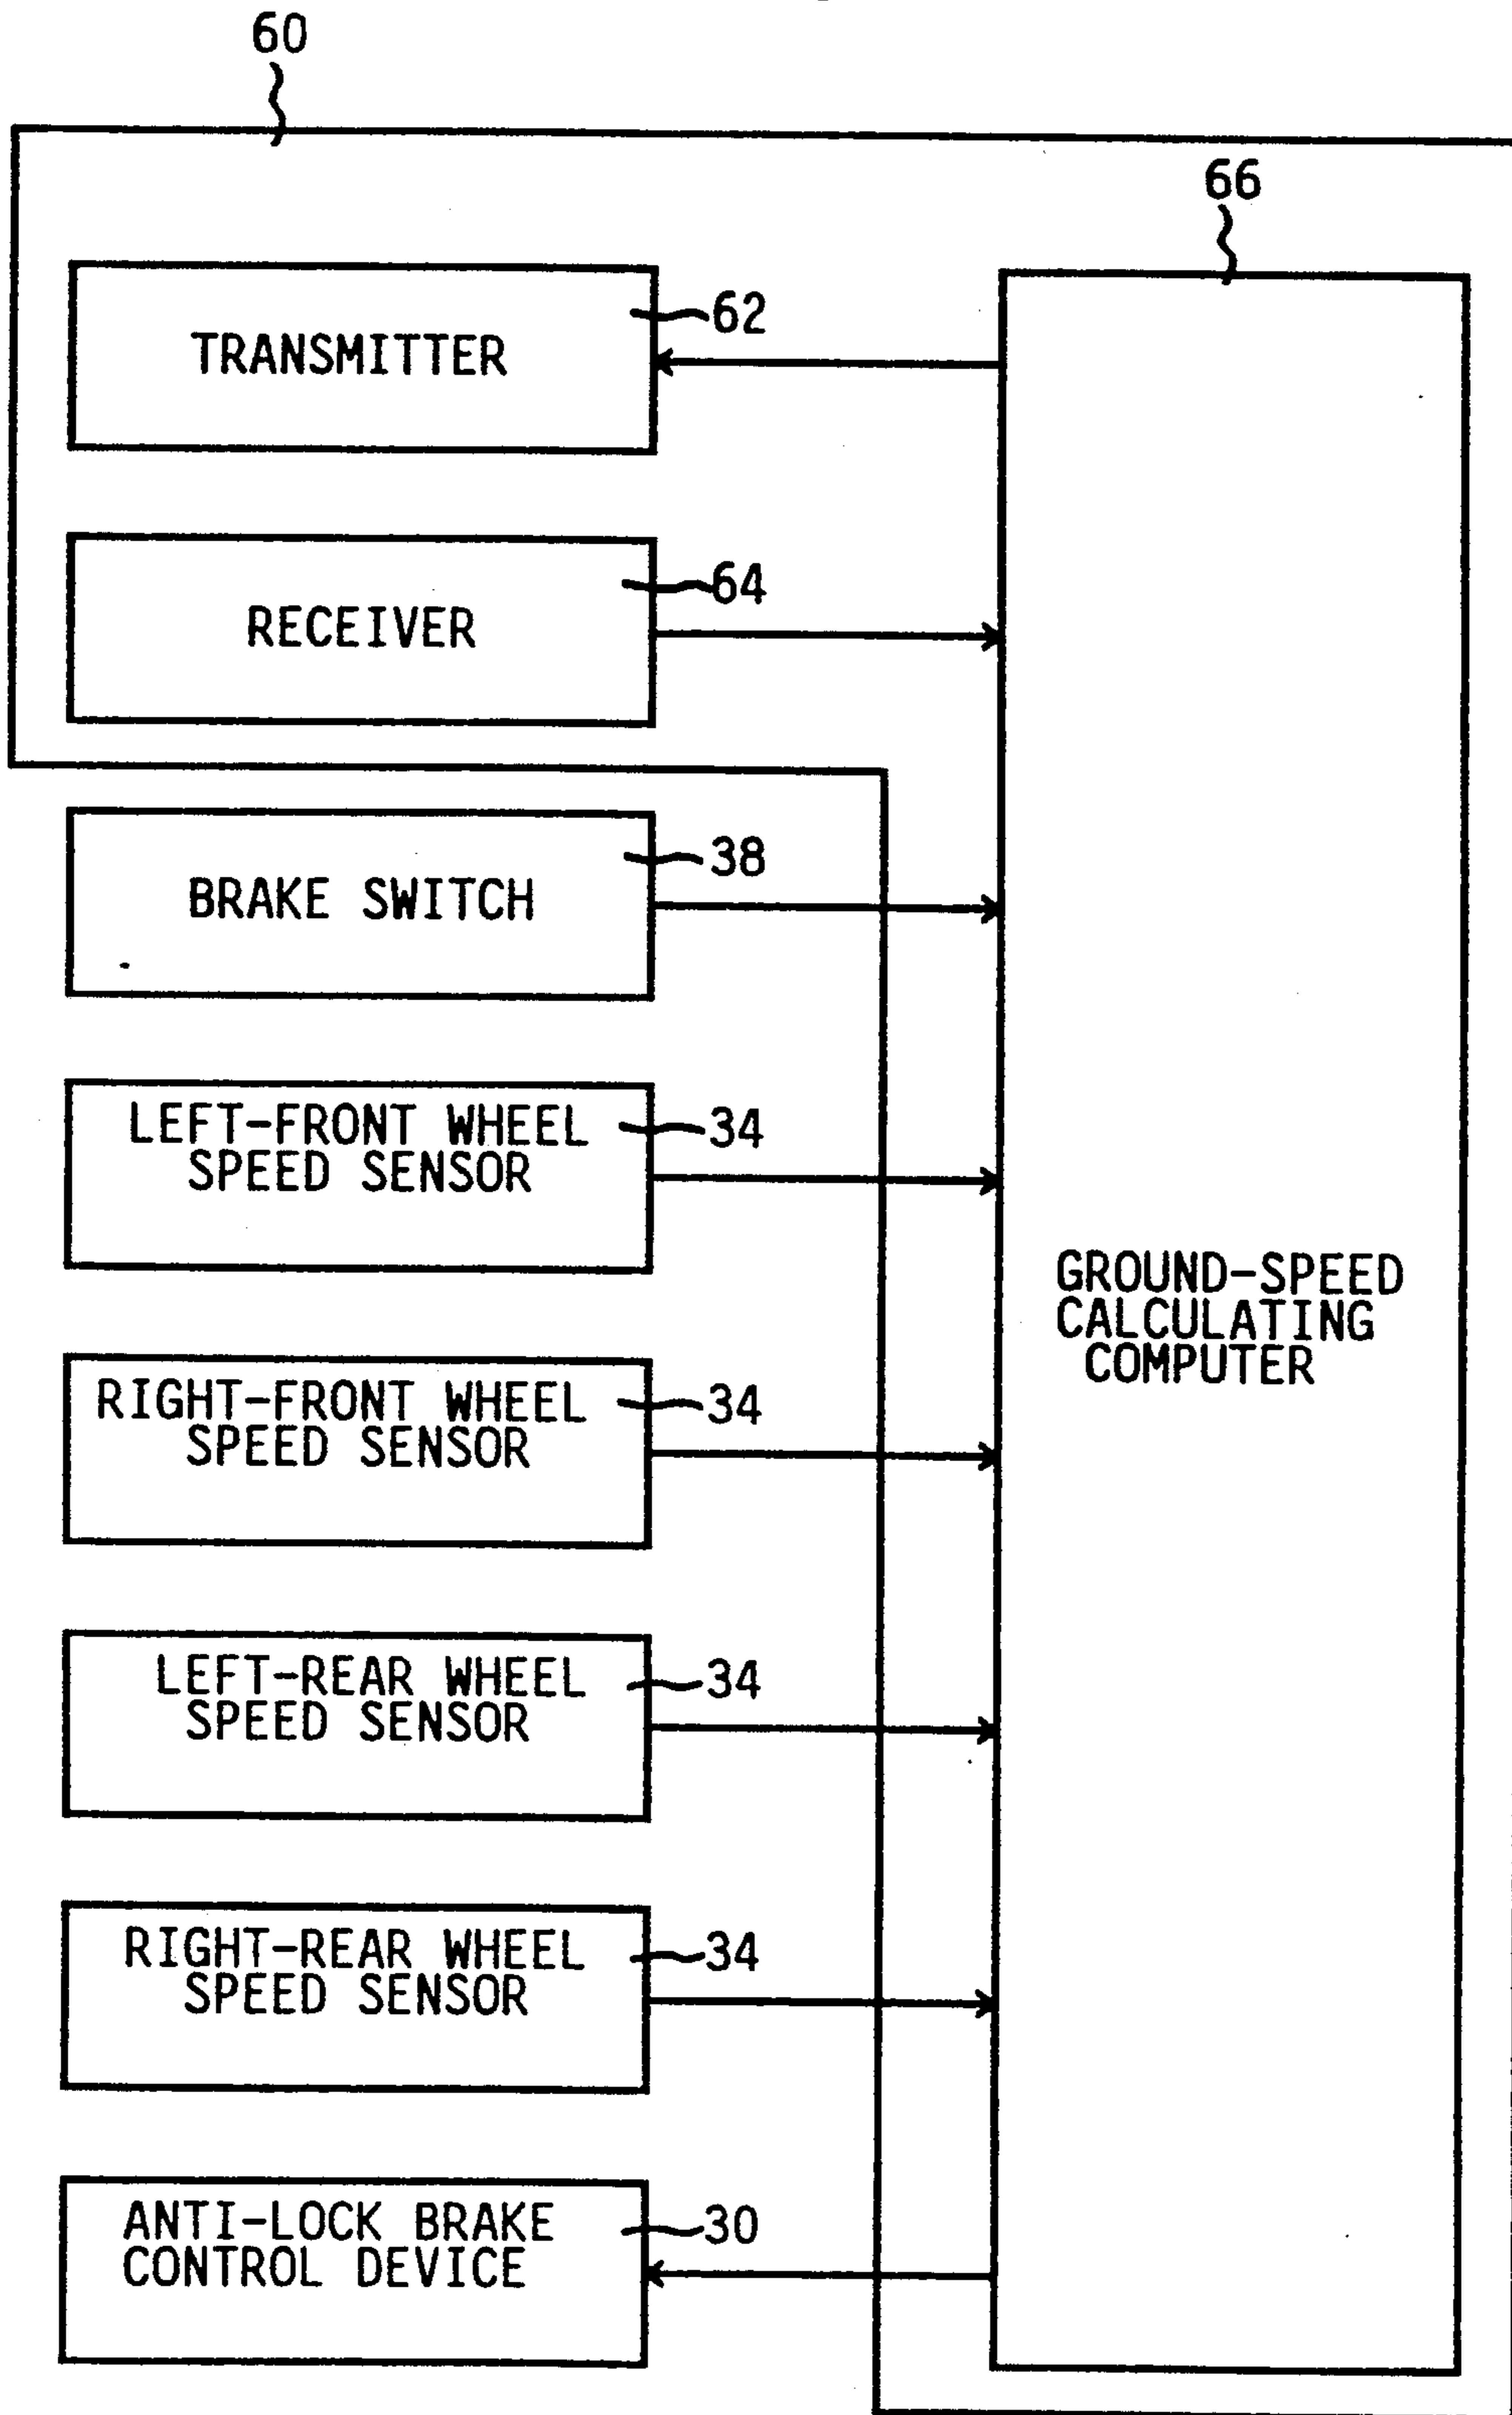 60
66
62
TRANSMITTER
64
RECEIVER
38
BRAKE SWITCH
LEFT-FRONT WHEEL
SPEED SENSOR
34
GROUND-SPEED
CALCULATING
COMPUTER
RIGHT-FRONT WHEEL
SPEED SENSOR
34
LEFT-REAR WHEEL
SPEED SENSOR
34
RIGHT-REAR WHEEL
SPEED SENSOR
34
ANTI-LOCK BRAKE
CONTROL DEVICE
30